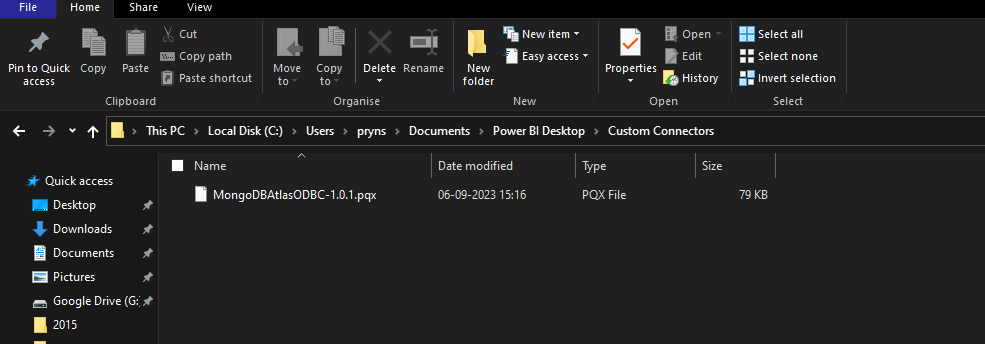 File
Home
Share
View
Pin to Quick access
Copy
Paste
Cut
Copy path
Paste shortcut
Clipboard
Move to
Copy to
Delete
Rename
Organise
New folder
New item
Easy access
New
Properties
Open
Edit
History
Open
Select all
Select none
Invert selection
Select
This PC
Local Disk (C:)
Users
pryns
Documents
Power BI Desktop
Custom Connectors
Name
Date modified
Type
Size
MongoDBAtlasODBC-1.0.1.pqx
06-09-2023 15:16
PQX File
79 KB
Quick access
Desktop
Downloads
Documents
Pictures
Google Drive (G:
2015